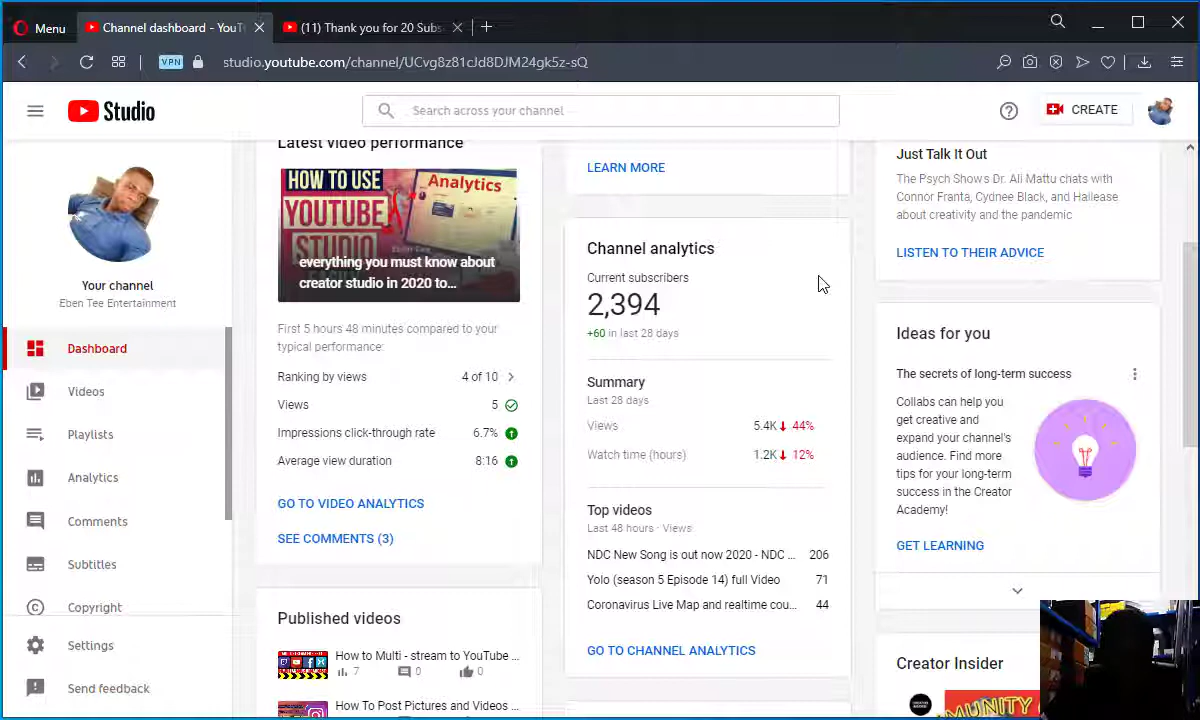 Menu
Channel dashboard - YouT
(11) Thank you for 20 Subs
VPN
studio.youtube.com/channel/UCvg8z81cJd8DJM24gk5z-sQ
Studio
Search across your channel
CREATE
Your channel
Eben Tee Entertainment
Dashboard
Videos
Playlists
Analytics
Comments
Subtitles
Copyright
Settings
Send feedback
Latest video performance
HOW TO USE
YOUTUBE
STUDIO
Analytics
everything you must know about
creator studio in 2020 to...
First 5 hours 48 minutes compared to your
typical performance:
Ranking by views 4 of 10
Views 5
Impressions click-through rate 6.7%
Average view duration 8:16
GO TO VIDEO ANALYTICS
SEE COMMENTS (3)
Published videos
How to Multi - stream to YouTube ...
7 0 0
How To Post Pictures and Videos ...
LEARN MORE
Channel analytics
Current subscribers
2,394
+60 in last 28 days
Summary
Last 28 days
Views 5.4K 44%
Watch time (hours) 1.2K 12%
Top videos
Last 48 hours · Views
NDC New Song is out now 2020 - NDC ... 206
Yolo (season 5 Episode 14) full Video 71
Coronavirus Live Map and realtime cou... 44
GO TO CHANNEL ANALYTICS
Just Talk It Out
The Psych Show's Dr. Ali Mattu chats with
Connor Franta, Cydnee Black, and Hailease
about creativity and the pandemic
LISTEN TO THEIR ADVICE
Ideas for you
The secrets of long-term success
Collabs can help you
get creative and
expand your channel's
audience. Find more
tips for your long-term
success in the Creator
Academy!
GET LEARNING
Creator Insider